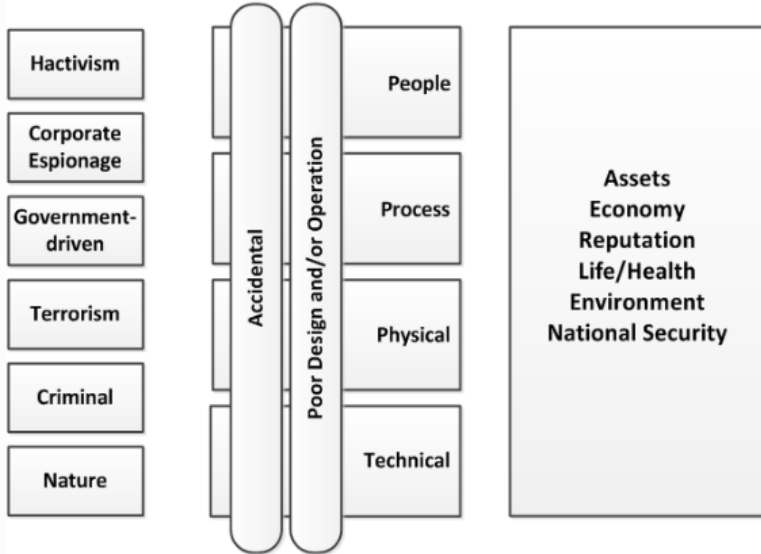 Hactivism
Corporate
Espionage
Government-
driven
Terrorism
Criminal
Nature
Accidental
Poor Design and/or Operation
People
Process
Physical
Technical
Assets
Economy
Reputation
Life/Health
Environment
National Security